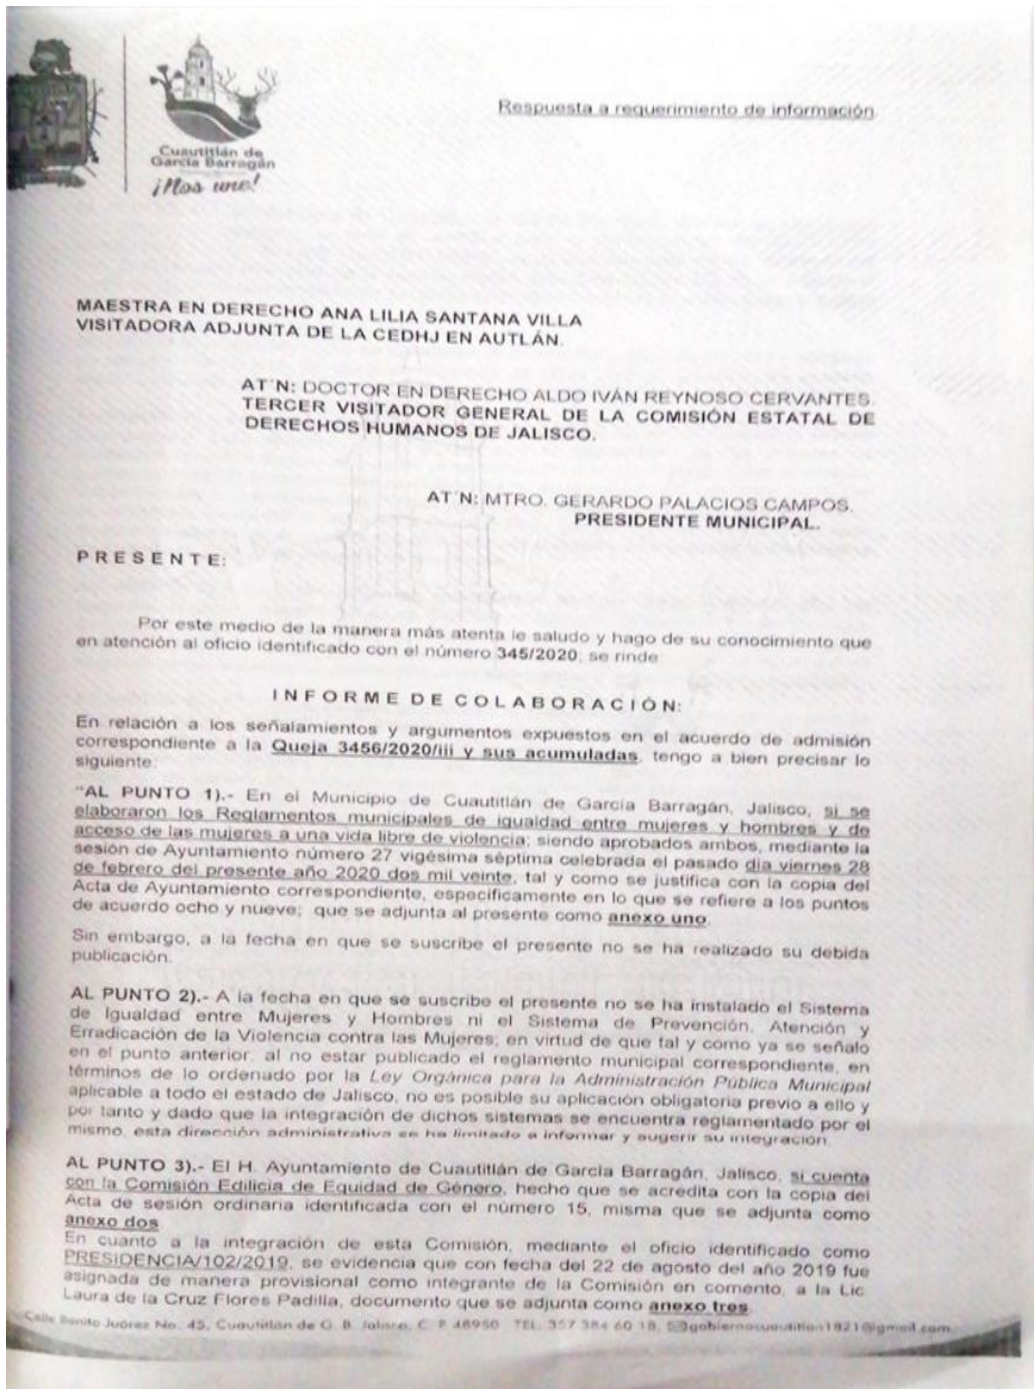 Respuesta a requerimiento de información.
Cuautitlán de
García Barragán
¡Nos une!
MAESTRA EN DERECHO ANA LILIA SANTANA VILLA
VISITADORA ADJUNTA DE LA CEDHJ EN AUTLÁN.
AT´N: DOCTOR EN DERECHO ALDO IVÁN REYNOSO CERVANTES.
TERCER VISITADOR GENERAL DE LA COMISIÓN ESTATAL DE
DERECHOS HUMANOS DE JALISCO.
AT´N: MTRO. GERARDO PALACIOS CAMPOS.
PRESIDENTE MUNICIPAL.
P R E S E N T E:
Por este medio de la manera más atenta le saludo y hago de su conocimiento que
en atención al oficio identificado con el número 345/2020; se rinde
I N F O R M E D E C O L A B O R A C I Ó N:
En relación a los señalamientos y argumentos expuestos en el acuerdo de admisión
correspondiente a la Queja 3456/2020/iii y sus acumuladas, tengo a bien precisar lo
siguiente:
"AL PUNTO 1).- En el Municipio de Cuautitlán de García Barragán, Jalisco, si se
elaboraron los Reglamentos municipales de igualdad entre mujeres y hombres y de
acceso de las mujeres a una vida libre de violencia; siendo aprobados ambos, mediante la
sesión de Ayuntamiento número 27 vigésima séptima celebrada el pasado día viernes 28
de febrero del presente año 2020 dos mil veinte, tal y como se justifica con la copia del
Acta de Ayuntamiento correspondiente, específicamente en lo que se refiere a los puntos
de acuerdo ocho y nueve; que se adjunta al presente como anexo uno.
Sin embargo, a la fecha en que se suscribe el presente no se ha realizado su debida
publicación.
AL PUNTO 2).- A la fecha en que se suscribe el presente no se ha instalado el Sistema
de Igualdad entre Mujeres y Hombres ni el Sistema de Prevención, Atención y
Erradicación de la Violencia contra las Mujeres; en virtud de que tal y como ya se señalo
en el punto anterior, al no estar publicado el reglamento municipal correspondiente, en
términos de lo ordenado por la Ley Orgánica para la Administración Pública Municipal
aplicable a todo el estado de Jalisco, no es posible su aplicación obligatoria previo a ello y
por tanto y dado que la integración de dichos sistemas se encuentra reglamentado por el
mismo, esta dirección administrativa se ha limitado a informar y sugerir su integración.
AL PUNTO 3).- El H. Ayuntamiento de Cuautitlán de García Barragán, Jalisco, si cuenta
con la Comisión Edilicia de Equidad de Género, hecho que se acredita con la copia del
Acta de sesión ordinaria identificada con el número 15, misma que se adjunta como
anexo dos
En cuanto a la integración de esta Comisión, mediante el oficio identificado como
PRESIDENCIA/102/2019, se evidencia que con fecha del 22 de agosto del año 2019 fue
asignada de manera provisional como integrante de la Comisión en comento, a la Lic.
Laura de la Cruz Flores Padilla, documento que se adjunta como anexo tres.
Calle Benito Juárez No. 45, Cuautitlán de G. B. Jalisco, C. P. 48950 TEL. 357 384 60 18, gobiernocuautitlan1821@gmail.com